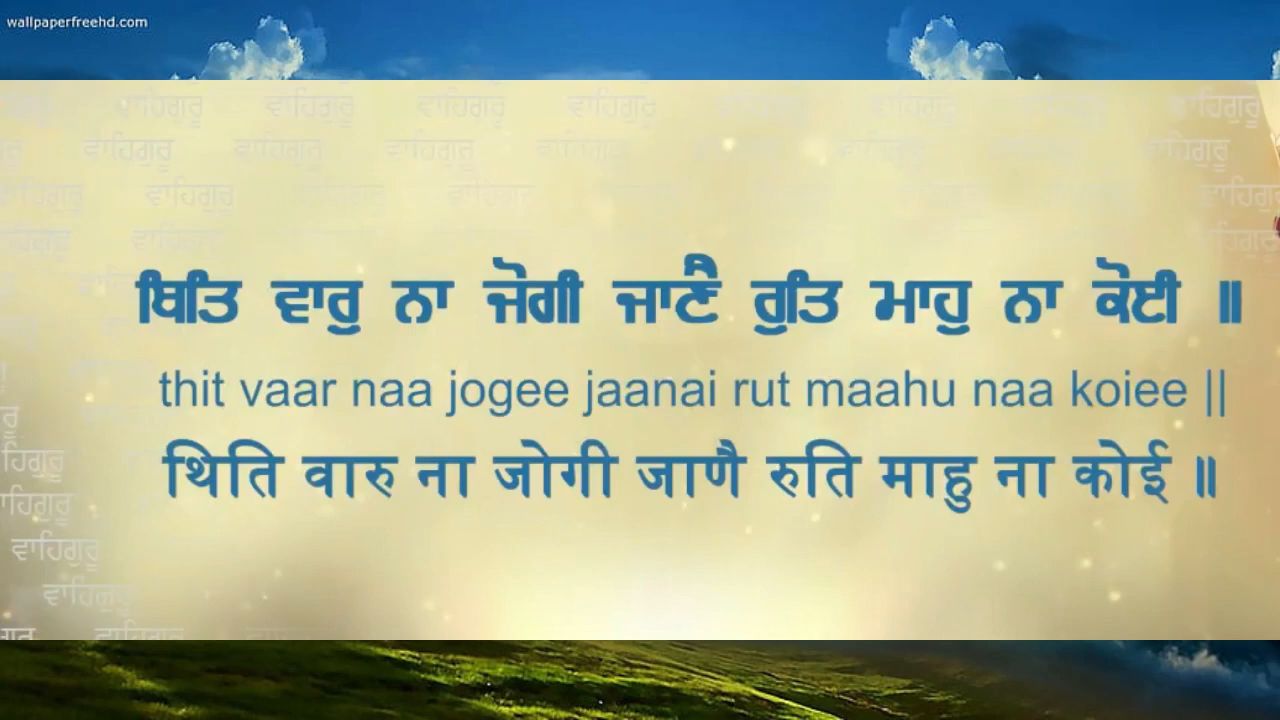 wallpaperfreehd.com
ਵਾਹਿਗੁਰੂ ਵਾਹਿਗੁਰੂ ਵਾਹਿਗੁਰੂ ਵਾਹਿਗੁਰੂ ਵਾਹਿਗੁਰੂ
ਵਾਹਿਗੁਰੂ ਵਾਹਿਗੁਰੂ ਵਾਹਿਗੁਰੂ
ਵਾਹਿਗੁਰੂ ਵਾਹਿਗੁਰੂ
ਵਾਹਿਗੁਰੂ
ਥਿਤਿ ਵਾਰੁ ਨਾ ਜੋਗੀ ਜਾਣੈ ਰੁਤਿ ਮਾਹੁ ਨਾ ਕੋਈ ॥
thit vaar naa jogee jaanai rut maahu naa koiee ||
थिति वारु ना जोगी जाणै रुति माहु ना कोई ॥
ਵਾਹਿਗੁਰੂ
ਵਾਹਿਗੁਰੂ